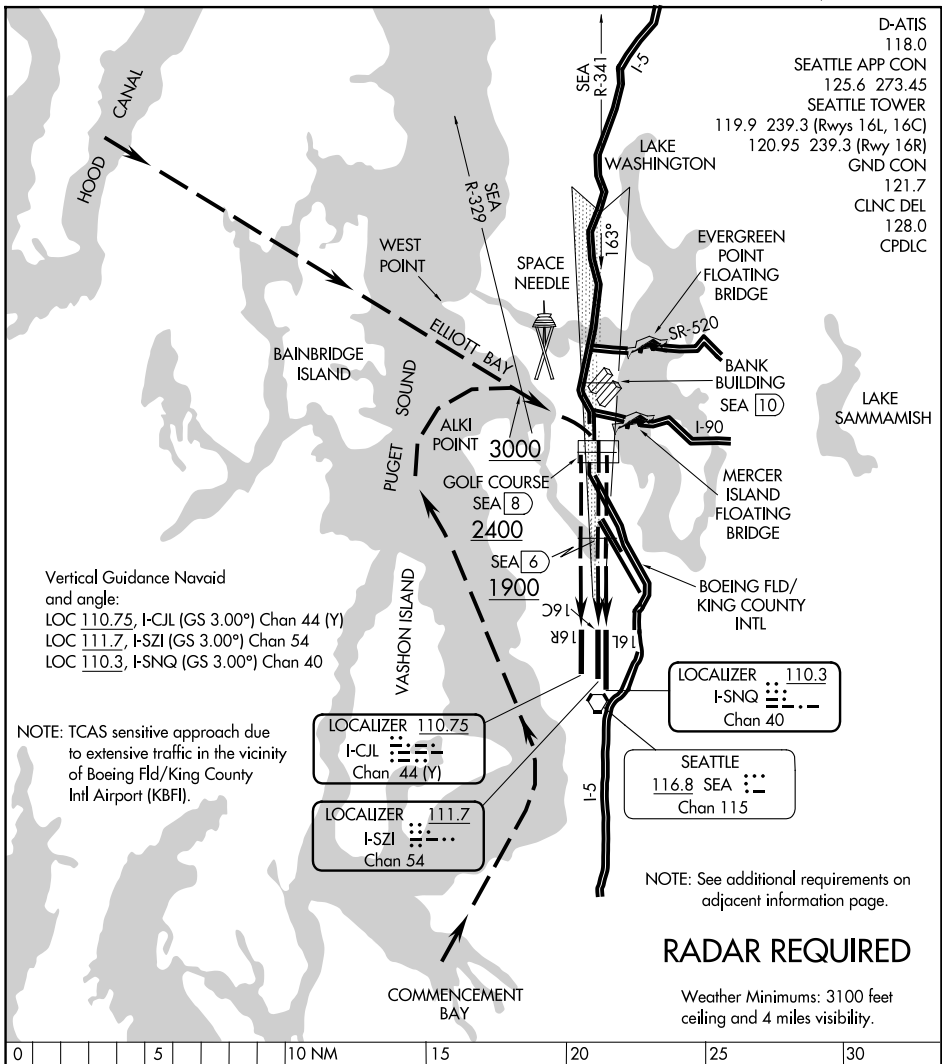 D-ATIS
118.0
SEATTLE APP CON
125.6 273.45
SEATTLE TOWER
119.9 239.3 (Rwys 16L, 16C)
120.95 239.3 (Rwy 16R)
GND CON
121.7
CLNC DEL
128.0
CPDLC
HOOD CANAL
SEA
R-341
I-5
SEA
R-329
LAKE
WASHINGTON
163°
WEST
POINT
SPACE
NEEDLE
EVERGREEN
POINT
FLOATING
BRIDGE
SR-520
ELLIOTT BAY
BAINBRIDGE
ISLAND
PUGET SOUND
BANK
BUILDING
SEA 10
LAKE
SAMMAMISH
ALKI
POINT
3000
I-90
GOLF COURSE
SEA 8
2400
MERCER
ISLAND
FLOATING
BRIDGE
SEA 6
1900
BOEING FLD/
KING COUNTY
INTL
16C
16R
16L
Vertical Guidance Navaid
and angle:
LOC 110.75, I-CJL (GS 3.00°) Chan 44 (Y)
LOC 111.7, I-SZI (GS 3.00°) Chan 54
LOC 110.3, I-SNQ (GS 3.00°) Chan 40
VASHON ISLAND
LOCALIZER 110.3
I-SNQ
Chan 40
NOTE: TCAS sensitive approach due
to extensive traffic in the vicinity
of Boeing Fld/King County
Intl Airport (KBFI).
LOCALIZER 110.75
I-CJL
Chan 44 (Y)
SEATTLE
116.8 SEA
Chan 115
I-5
LOCALIZER 111.7
I-SZI
Chan 54
NOTE: See additional requirements on
adjacent information page.
RADAR REQUIRED
COMMENCEMENT
BAY
Weather Minimums: 3100 feet
ceiling and 4 miles visibility.
0 5 10 NM 15 20 25 30